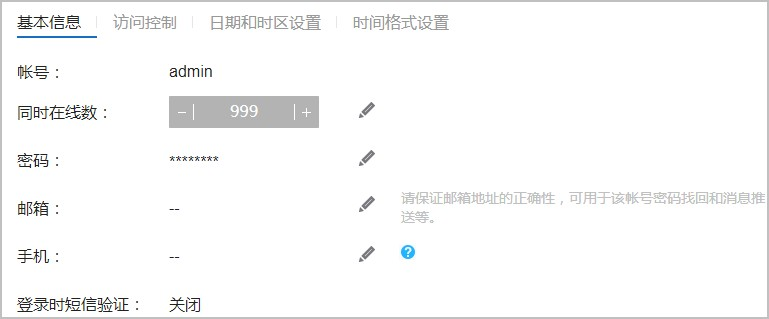 基本信息 访问控制 日期和时区设置 时间格式设置
帐号： admin
同时在线数： − 999 +
密码： ********
邮箱： -- 请保证邮箱地址的正确性，可用于该帐号密码找回和消息推
送等。
手机： -- ?
登录时短信验证： 关闭